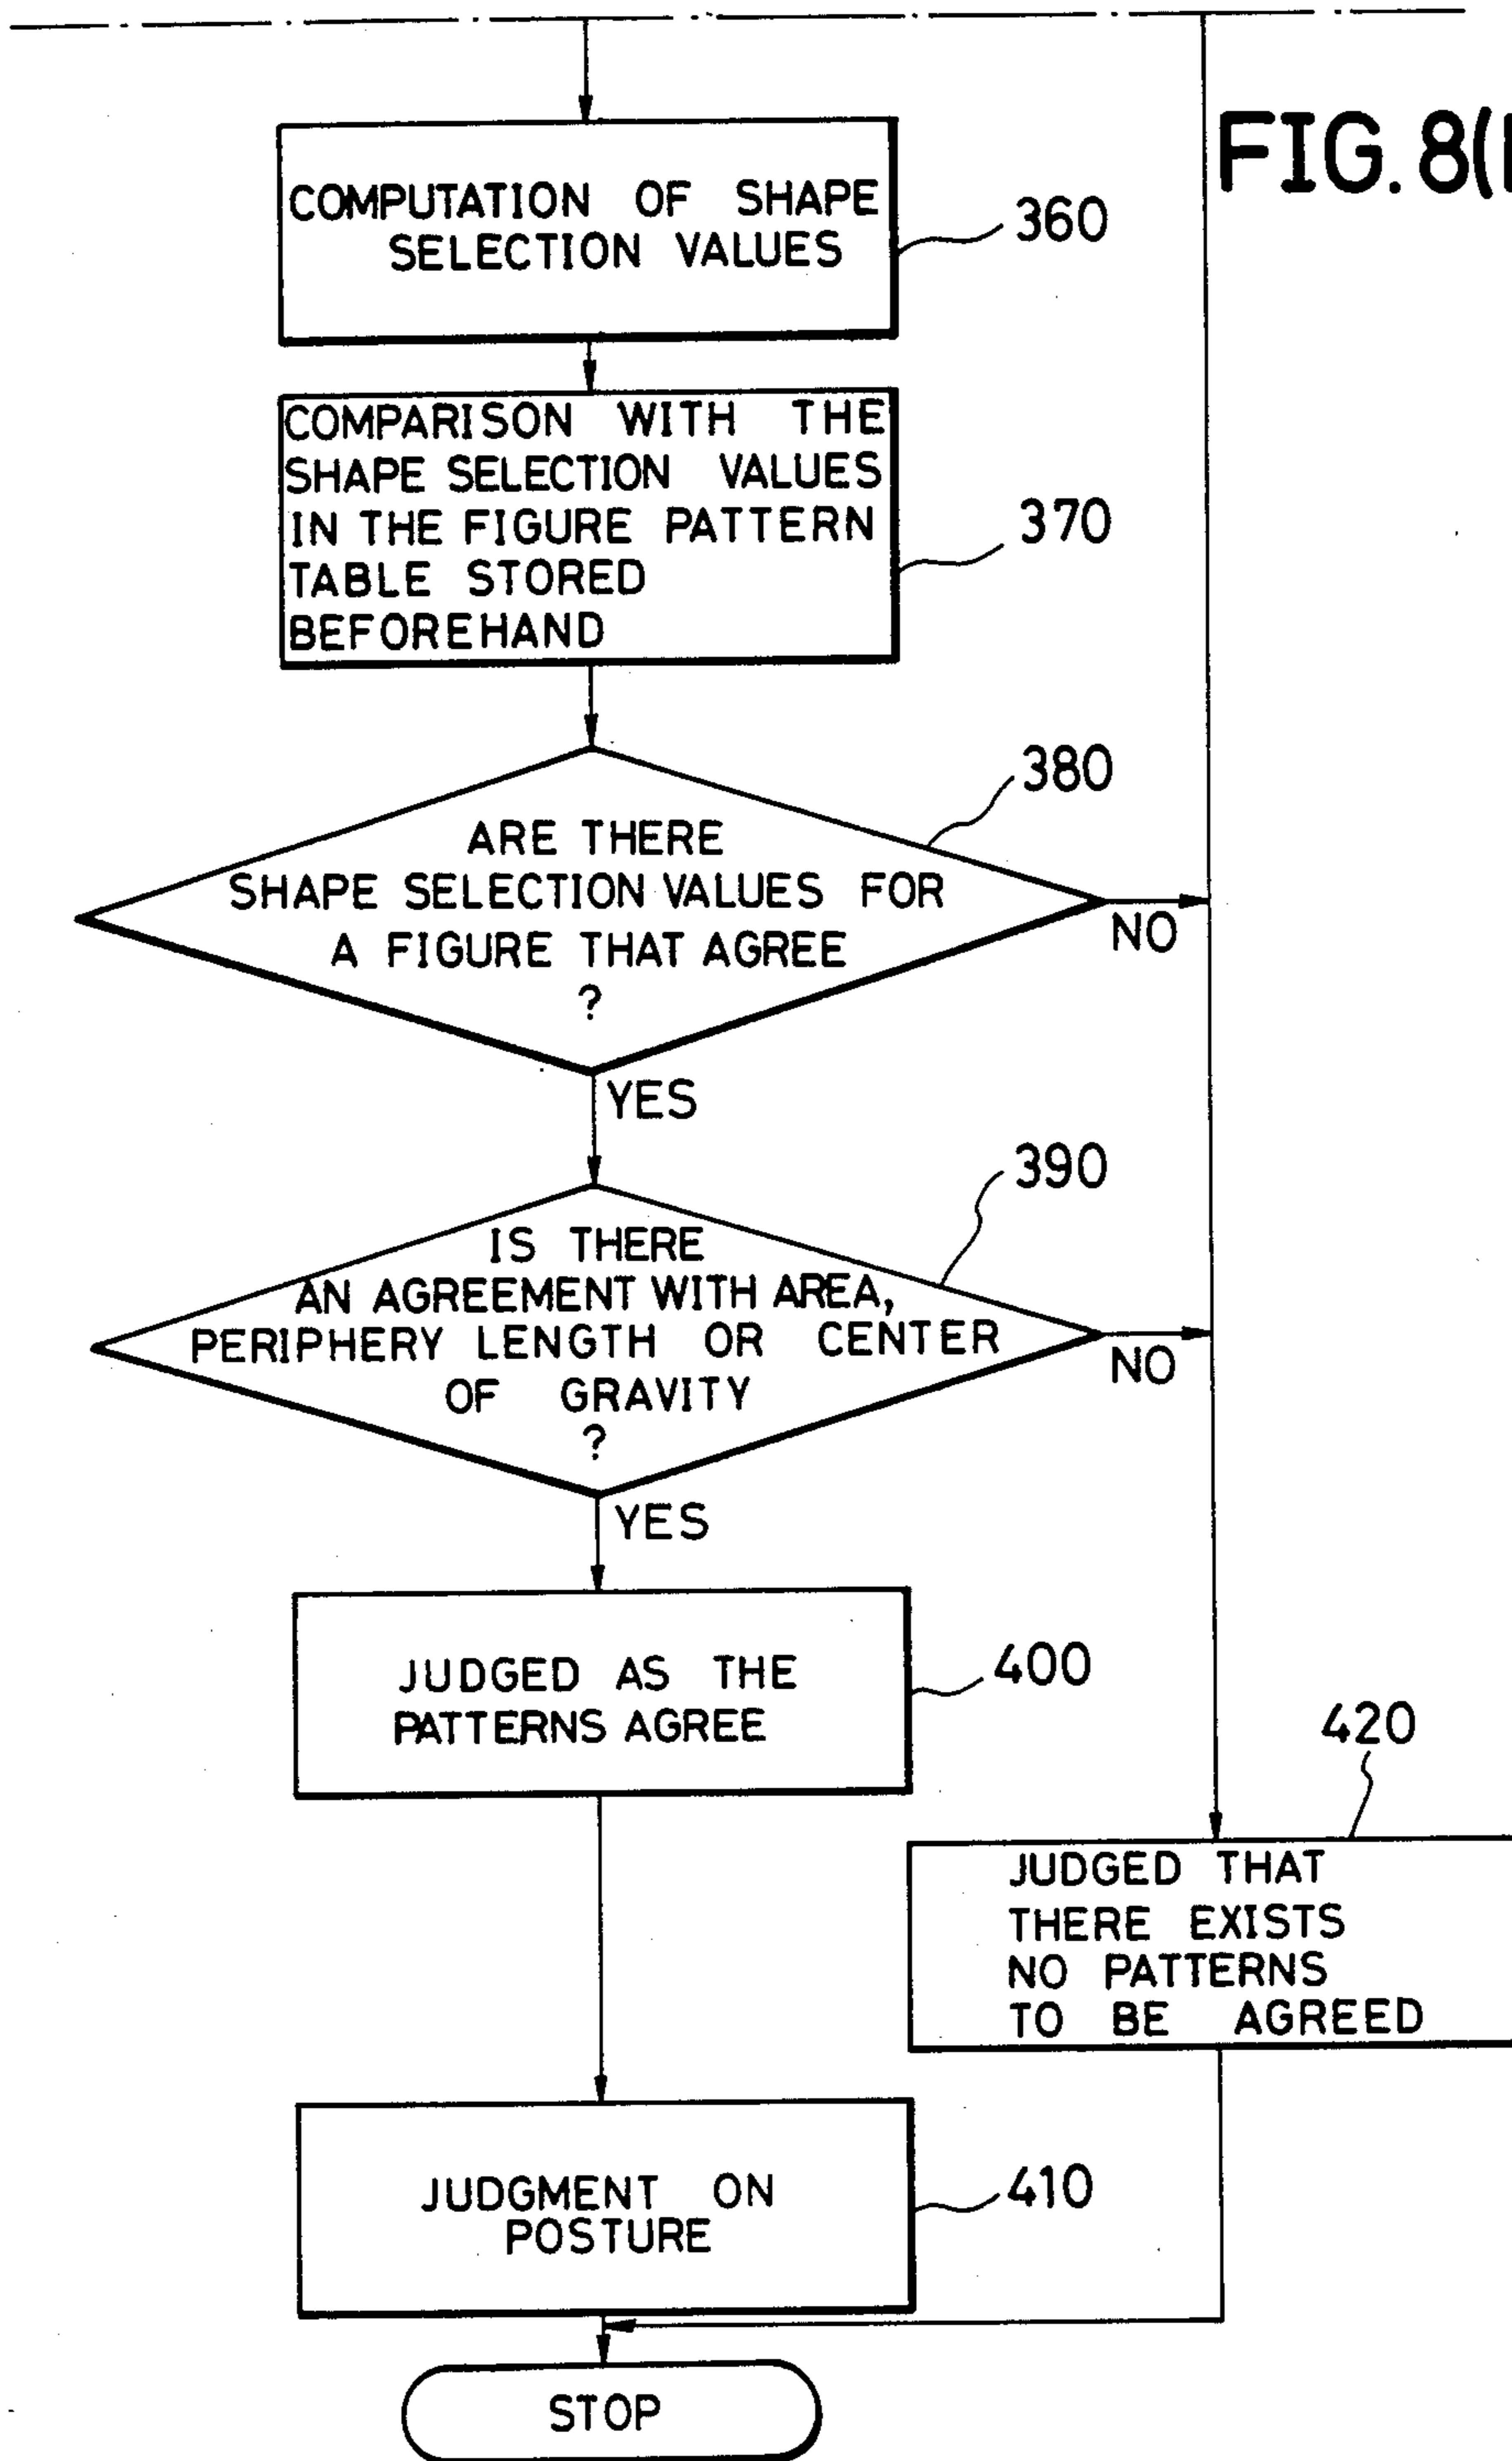 FIG. 8(
COMPUTATION OF SHAPE
SELECTION VALUES
360
COMPARISON WITH THE
SHAPE SELECTION VALUES
IN THE FIGURE PATTERN
TABLE STORED
BEFOREHAND
370
380
ARE THERE
SHAPE SELECTION VALUES FOR
A FIGURE THAT AGREE
?
NO
YES
390
IS THERE
AN AGREEMENT WITH AREA,
PERIPHERY LENGTH OR CENTER
OF GRAVITY
?
NO
YES
JUDGED AS THE
PATTERNS AGREE
400
420
JUDGED THAT
THERE EXISTS
NO PATTERNS
TO BE AGREED
JUDGMENT ON
POSTURE
410
STOP